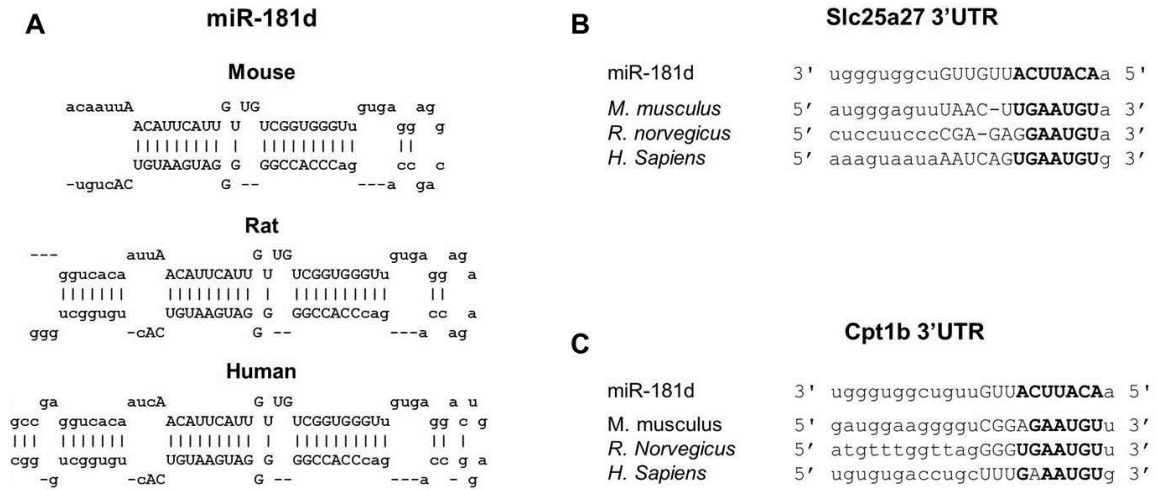 A
miR-181d
Mouse
acaauuA G UG guga ag
ACAUUCAUU U UCGGUGGGUu gg g
||||||||| | |||||||||| ||
UGUAAGUAG G GGCCACCCag cc c
-ugucAC G -- ---a ga
Rat
--- auuA G UG guga ag
ggucaca ACAUUCAUU U UCGGUGGGUu gg a
||||||| ||||||||| | |||||||||| ||
ucggugu UGUAAGUAG G GGCCACCcag cc a
ggg -cAC G -- ---a ag
Human
ga aucA G UG guga a u
gcc ggucaca ACAUUCAUU U UCGGUGGGUu gg c g
||| ||||||| ||||||||| | |||||||||| || |
cgg ucggugu UGUAAGUAG G GGCCACCcag cc g a
-g -cAC G -- ---a - g
B
Slc25a27 3’UTR
miR-181d 3' uggguggcuGUUGUUACUUACAa 5'
M. musculus 5’ augggaguuUAAC-UUGAAUGUa 3’
R. norvegicus 5’ cuccuucccCGA-GAGGAAUGUa 3’
H. Sapiens 5’ aaaguaauaAAUCAGUGAAUGUg 3’
C
Cpt1b 3’UTR
miR-181d 3' uggguggcuguuGUUACUUACAa 5'
M. musculus 5’ gauggaagggguCGGAGAAUGUu 3’
R. Norvegicus 5’ atgtttggttagGGGUGAAUGUu 3’
H. Sapiens 5’ ugugugaccugcUUUGAAAUGUg 3’